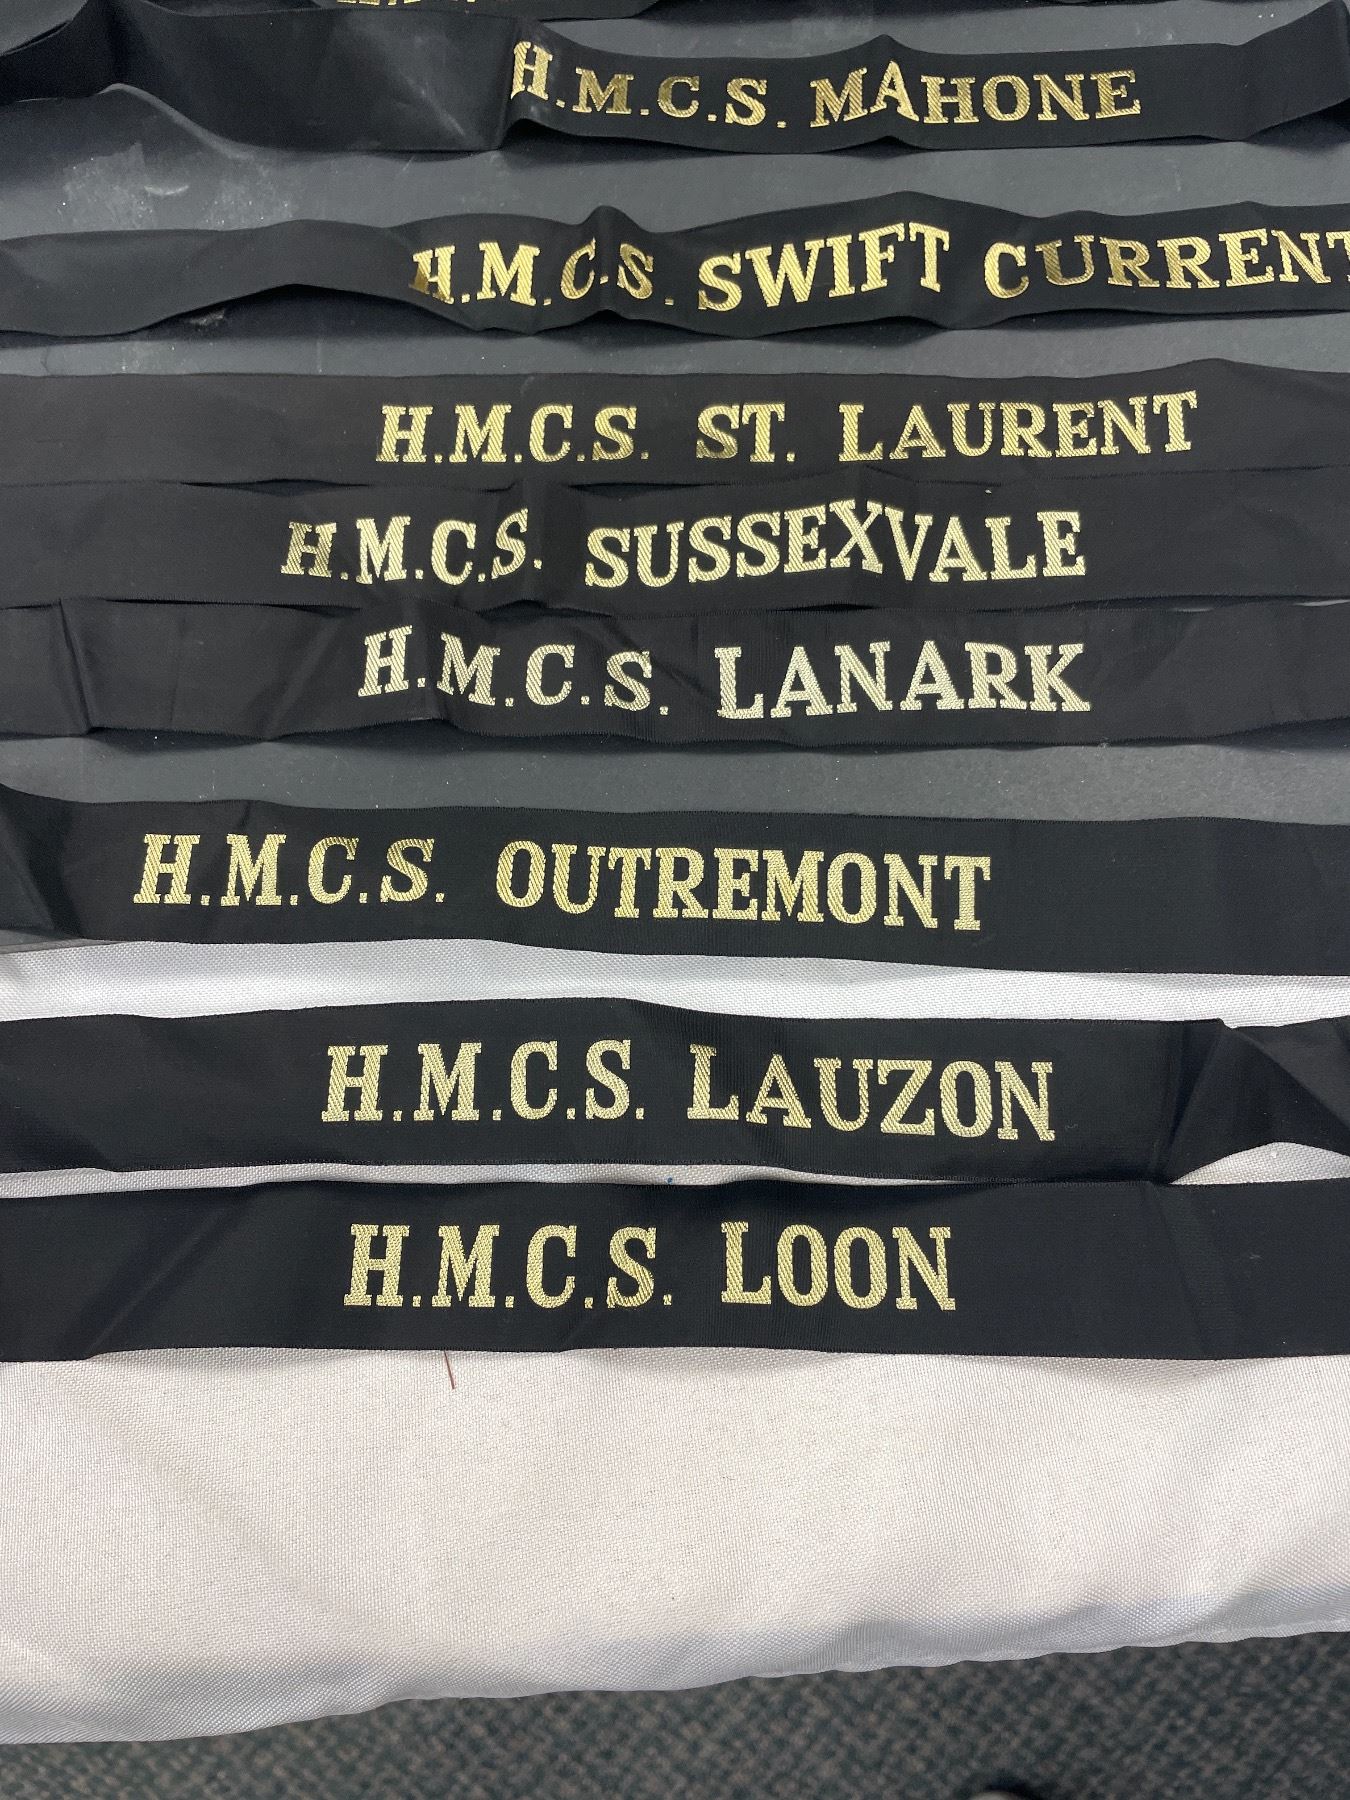 H.M.C.S. MAHONE
H.M.C.S. SWIFT CURRENT
H.M.C.S. ST. LAURENT
H.M.C.S. SUSSEXVALE
H.M.C.S. LANARK
H.M.C.S. OUTREMONT
H.M.C.S. LAUZON
H.M.C.S. LOON